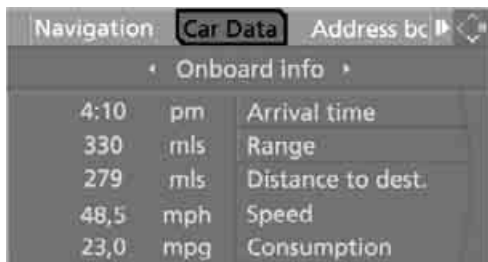 Navigation Car Data Address bc
Onboard info
4:10 pm Arrival time
330 mls Range
279 mls Distance to dest.
48,5 mph Speed
23,0 mpg Consumption